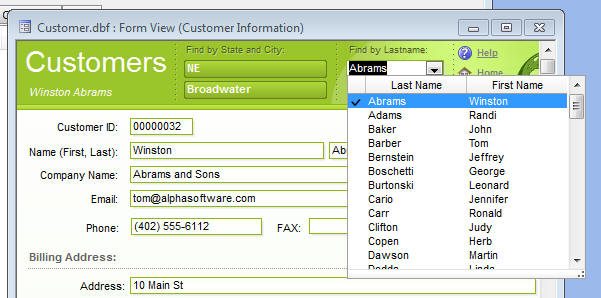 Customer.dbf : Form View (Customer Information)
Customers
Winston Abrams
Find by State and City:
NE
Broadwater
Find by Lastname:
Abrams
Help
Home
Last Name First Name
Abrams Winston
Adams Randi
Baker John
Barber Tom
Bernstein Jeffrey
Boschetti George
Burtonski Leonard
Cario Jennifer
Carr Ronald
Clifton Judy
Copen Herb
Dawson Martin
Customer ID: 00000032
Name (First, Last): Winston
Company Name: Abrams and Sons
Email: tom@alphasoftware.com
Phone: (402) 555-6112 FAX:
Billing Address:
Address: 10 Main St